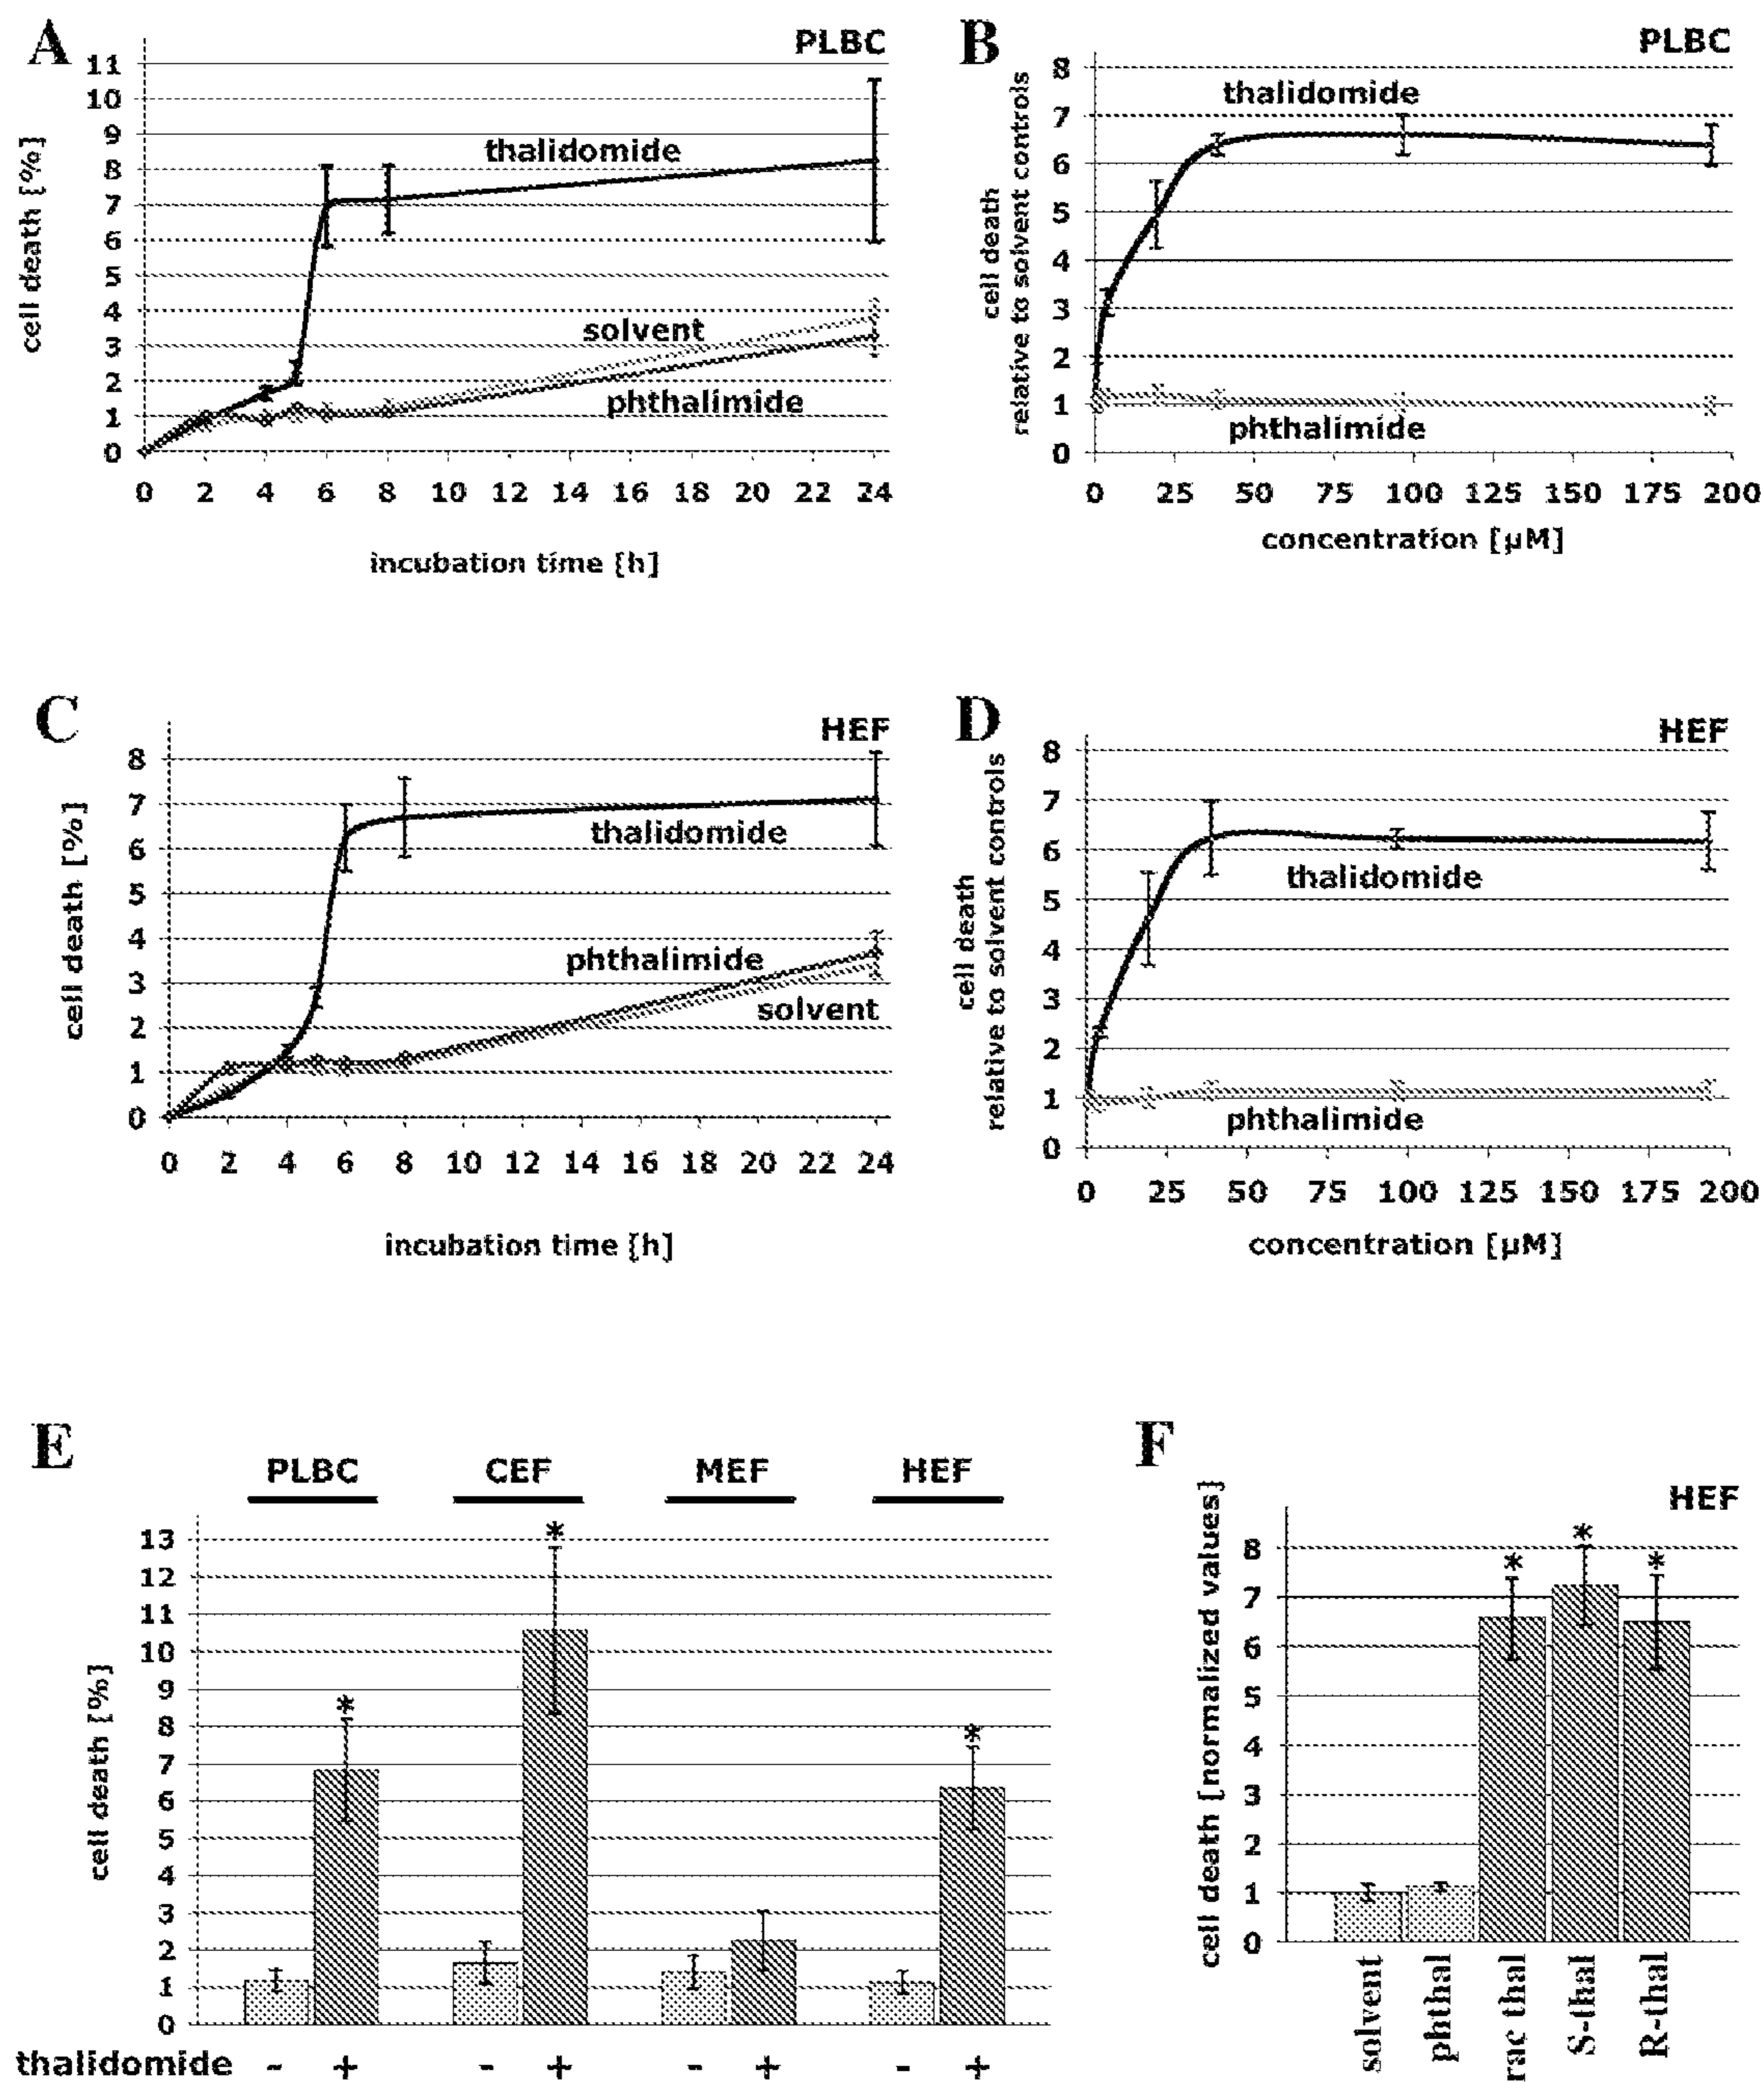 A
PLBC
11
10
9
8
7
6
5
4
3
2
1
0
cell death [%]
thalidomide
solvent
phthalimide
0 2 4 6 8 10 12 14 16 18 20 22 24
incubation time [h]
B
PLBC
8
7
6
5
4
3
2
1
0
cell death
relative to solvent controls
thalidomide
phthalimide
0 25 50 75 100 125 150 175 200
concentration [µM]
C
HEF
8
7
6
5
4
3
2
1
0
cell death [%]
thalidomide
phthalimide
solvent
0 2 4 6 8 10 12 14 16 18 20 22 24
incubation time [h]
D
HEF
8
7
6
5
4
3
2
1
0
cell death
relative to solvent controls
thalidomide
phthalimide
0 25 50 75 100 125 150 175 200
concentration [µM]
E
PLBC CEF MEF HEF
13
12
11
10
9
8
7
6
5
4
3
2
1
0
cell death [%]
* * *
thalidomide - + - + - + - +
F
HEF
8
7
6
5
4
3
2
1
0
cell death [normalized values]
* * *
solvent
phthal
rac thal
S-thal
R-thal